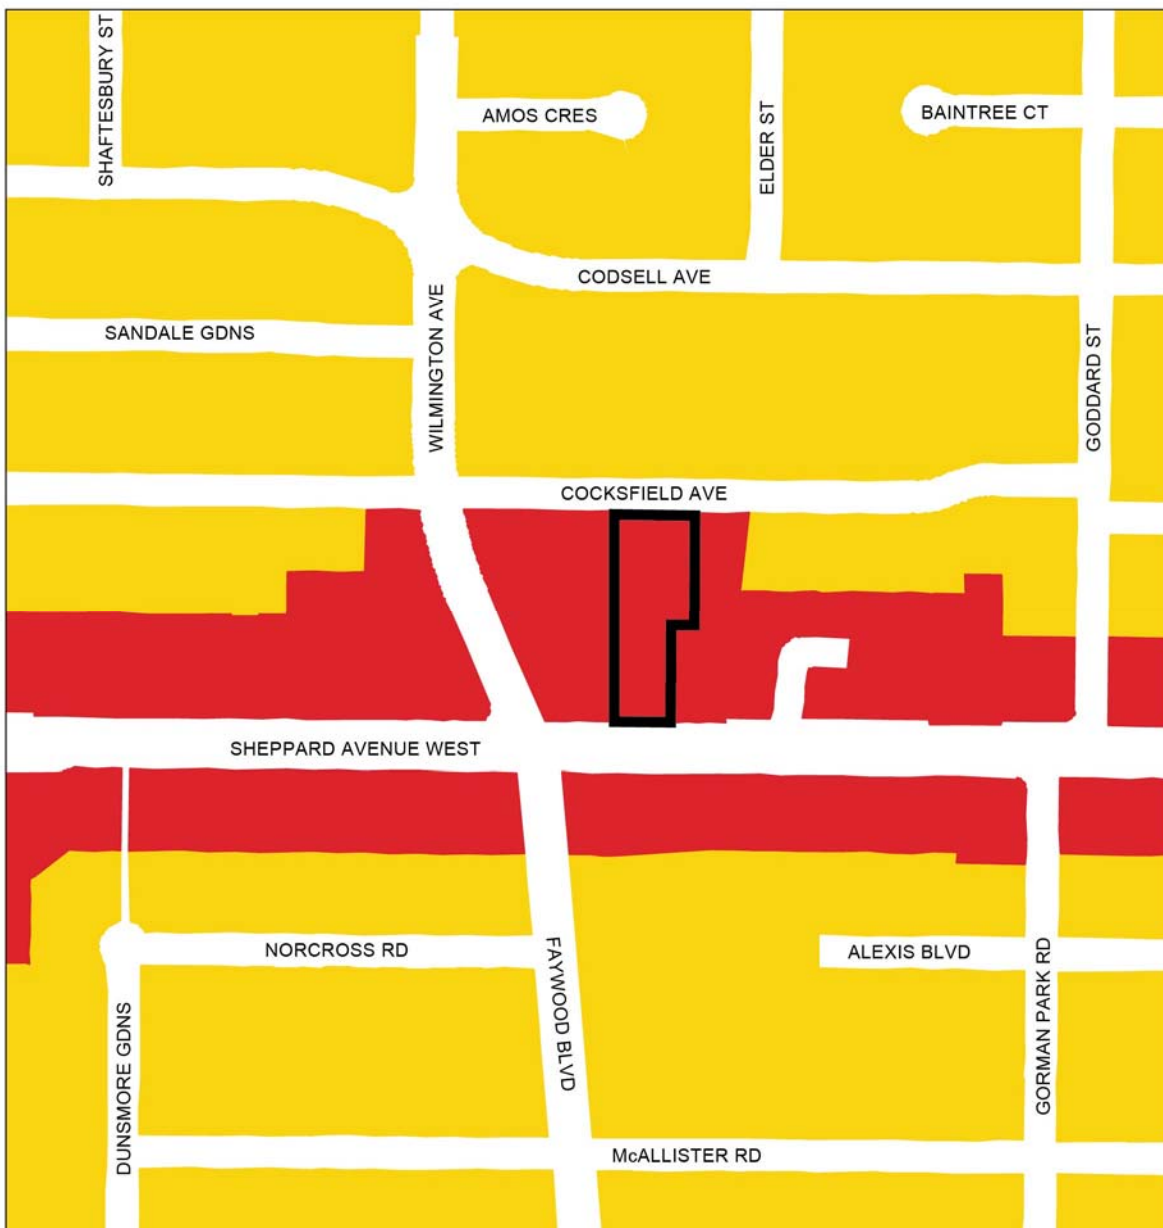 SHAFTESBURY ST
AMOS CRES
ELDER ST
BAINTREE CT
CODSELL AVE
SANDALE GDNS
WILMINGTON AVE
GODDARD ST
COCKSFIELD AVE
SHEPPARD AVENUE WEST
NORCROSS RD
FAYWOOD BLVD
ALEXIS BLVD
DUNSMORE GDNS
GORMAN PARK RD
McALLISTER RD